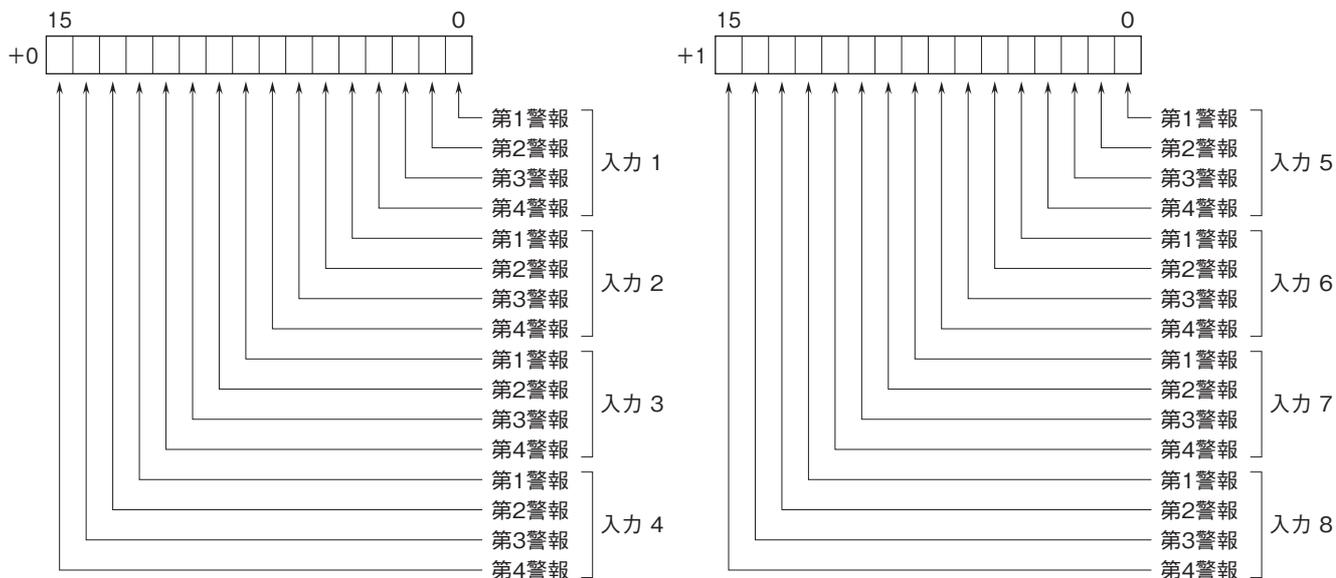 15 0
+0
第1警報
第2警報
第3警報
第4警報
入力 1
第1警報
第2警報
第3警報
第4警報
入力 2
第1警報
第2警報
第3警報
第4警報
入力 3
第1警報
第2警報
第3警報
第4警報
入力 4
15 0
+1
第1警報
第2警報
第3警報
第4警報
入力 5
第1警報
第2警報
第3警報
第4警報
入力 6
第1警報
第2警報
第3警報
第4警報
入力 7
第1警報
第2警報
第3警報
第4警報
入力 8